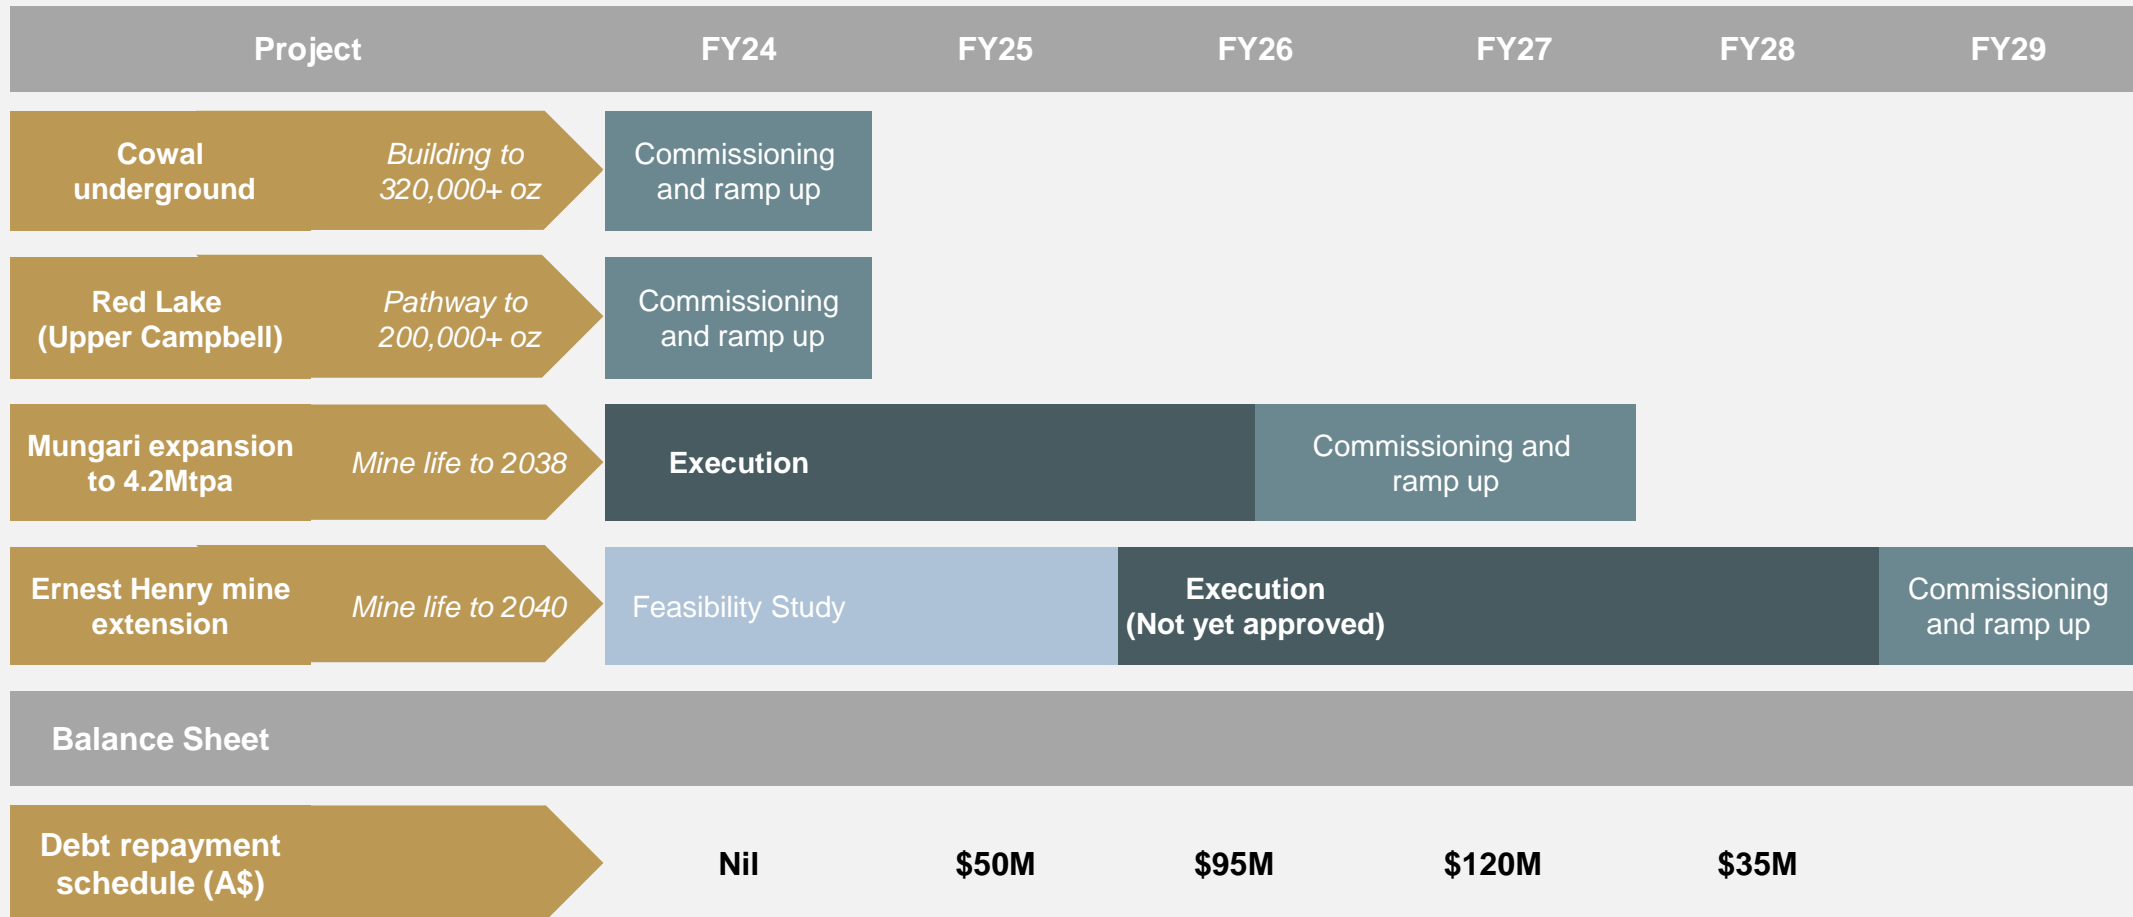 Project FY24 FY25 FY26 FY27 FY28 FY29
Cowal
underground
Building to
320,000+ oz
Commissioning
and ramp up
Red Lake
(Upper Campbell)
Pathway to
200,000+ oz
Commissioning
and ramp up
Mungari expansion
to 4.2Mtpa
Mine life to 2038
Execution
Commissioning and
ramp up
Ernest Henry mine
extension
Mine life to 2040
Feasibility Study
Execution
(Not yet approved)
Commissioning
and ramp up
Balance Sheet
Debt repayment
schedule (A$)
Nil $50M $95M $120M $35M